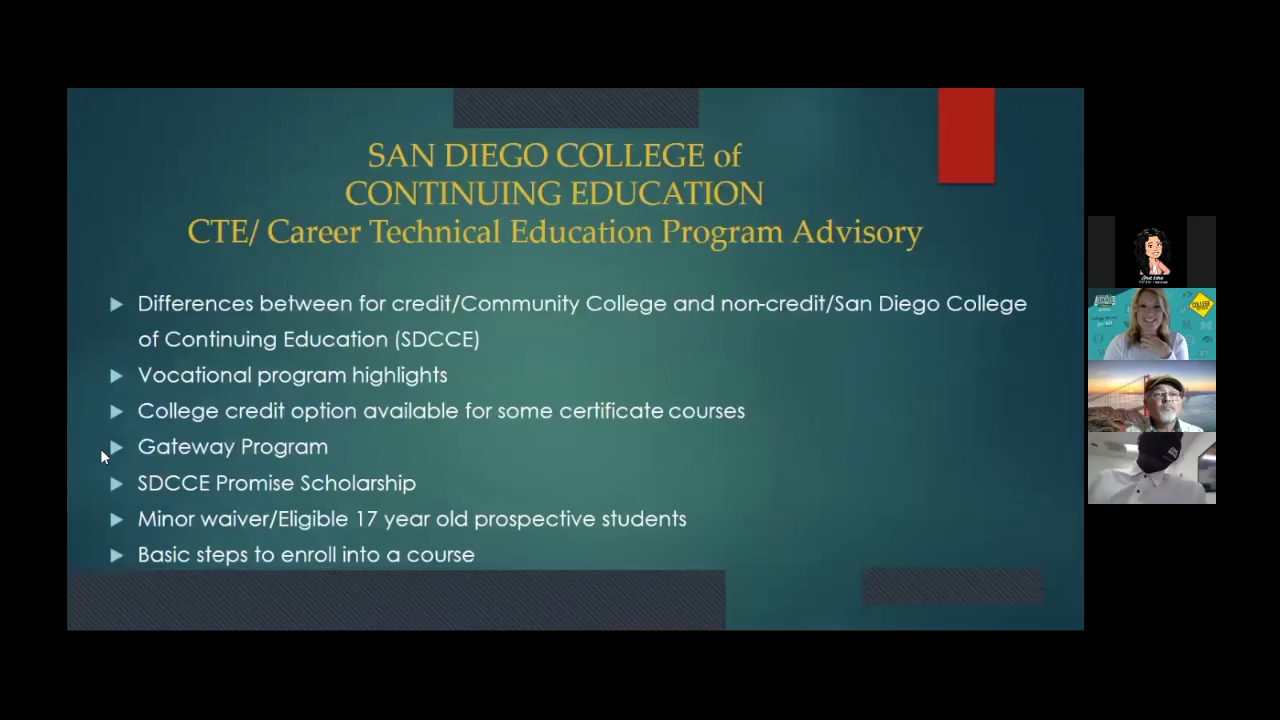 SAN DIEGO COLLEGE of
CONTINUING EDUCATION
CTE/ Career Technical Education Program Advisory
Differences between for credit/Community College and non-credit/San Diego College
of Continuing Education (SDCCE)
Vocational program highlights
College credit option available for some certificate courses
Gateway Program
SDCCE Promise Scholarship
Minor waiver/Eligible 17 year old prospective students
Basic steps to enroll into a course